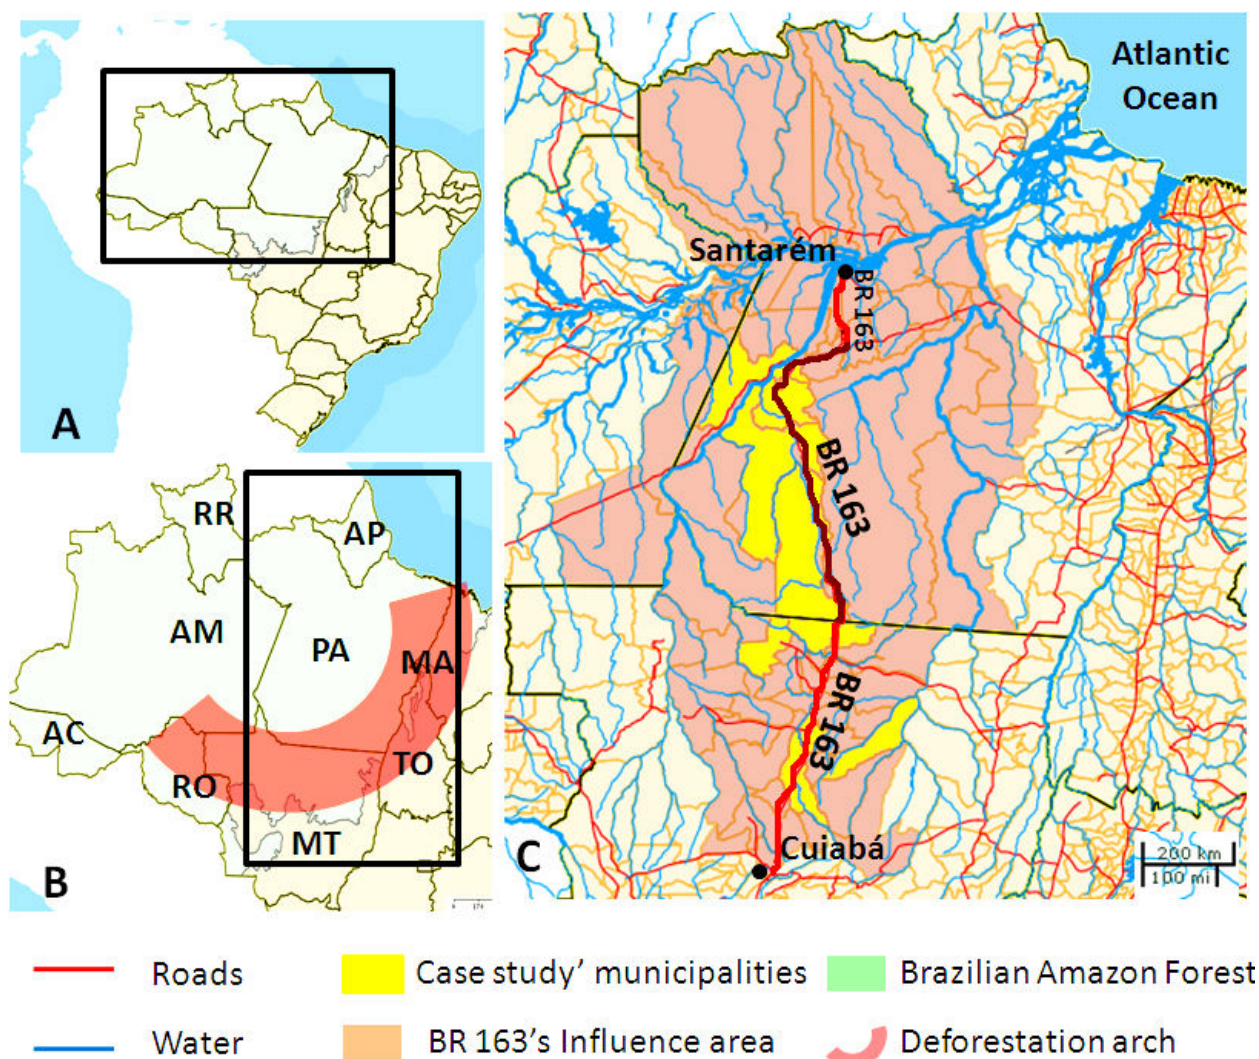 A
RR
AP
AM
PA
MA
AC
RO
TO
MT
B
Atlantic
Ocean
Santarém
BR 163
BR 163
BR 163
Cuiabá
C
200 km
100 mi
Roads
Case study' municipalities
Brazilian Amazon Forest
Water
BR 163's Influence area
Deforestation arch